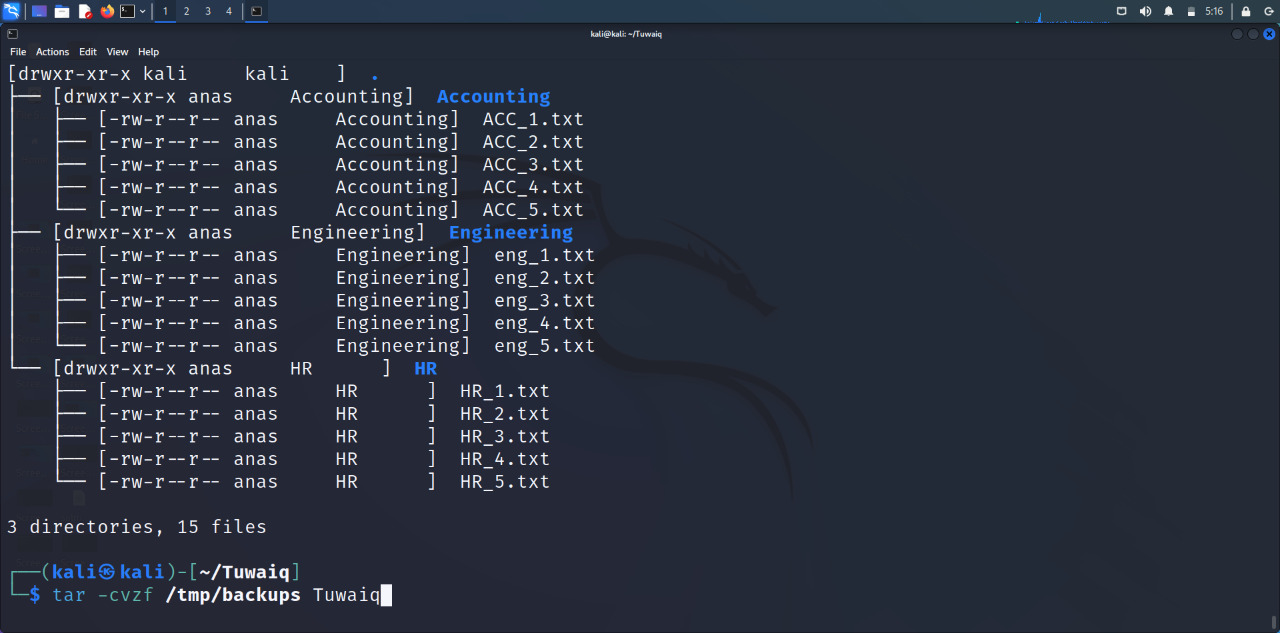 1 2 3 4 5:16
kali@kali: ~/Tuwaiq
File Actions Edit View Help
[drwxr-xr-x kali     kali    ]  .
├── [drwxr-xr-x anas     Accounting]  Accounting
│   ├── [-rw-r--r-- anas     Accounting]  ACC_1.txt
│   ├── [-rw-r--r-- anas     Accounting]  ACC_2.txt
│   ├── [-rw-r--r-- anas     Accounting]  ACC_3.txt
│   ├── [-rw-r--r-- anas     Accounting]  ACC_4.txt
│   └── [-rw-r--r-- anas     Accounting]  ACC_5.txt
├── [drwxr-xr-x anas     Engineering]  Engineering
│   ├── [-rw-r--r-- anas     Engineering]  eng_1.txt
│   ├── [-rw-r--r-- anas     Engineering]  eng_2.txt
│   ├── [-rw-r--r-- anas     Engineering]  eng_3.txt
│   ├── [-rw-r--r-- anas     Engineering]  eng_4.txt
│   └── [-rw-r--r-- anas     Engineering]  eng_5.txt
└── [drwxr-xr-x anas     HR      ]  HR
    ├── [-rw-r--r-- anas     HR      ]  HR_1.txt
    ├── [-rw-r--r-- anas     HR      ]  HR_2.txt
    ├── [-rw-r--r-- anas     HR      ]  HR_3.txt
    ├── [-rw-r--r-- anas     HR      ]  HR_4.txt
    └── [-rw-r--r-- anas     HR      ]  HR_5.txt
3 directories, 15 files
┌──(kali㉿kali)-[~/Tuwaiq]
└─$ tar -cvzf /tmp/backups Tuwaiq